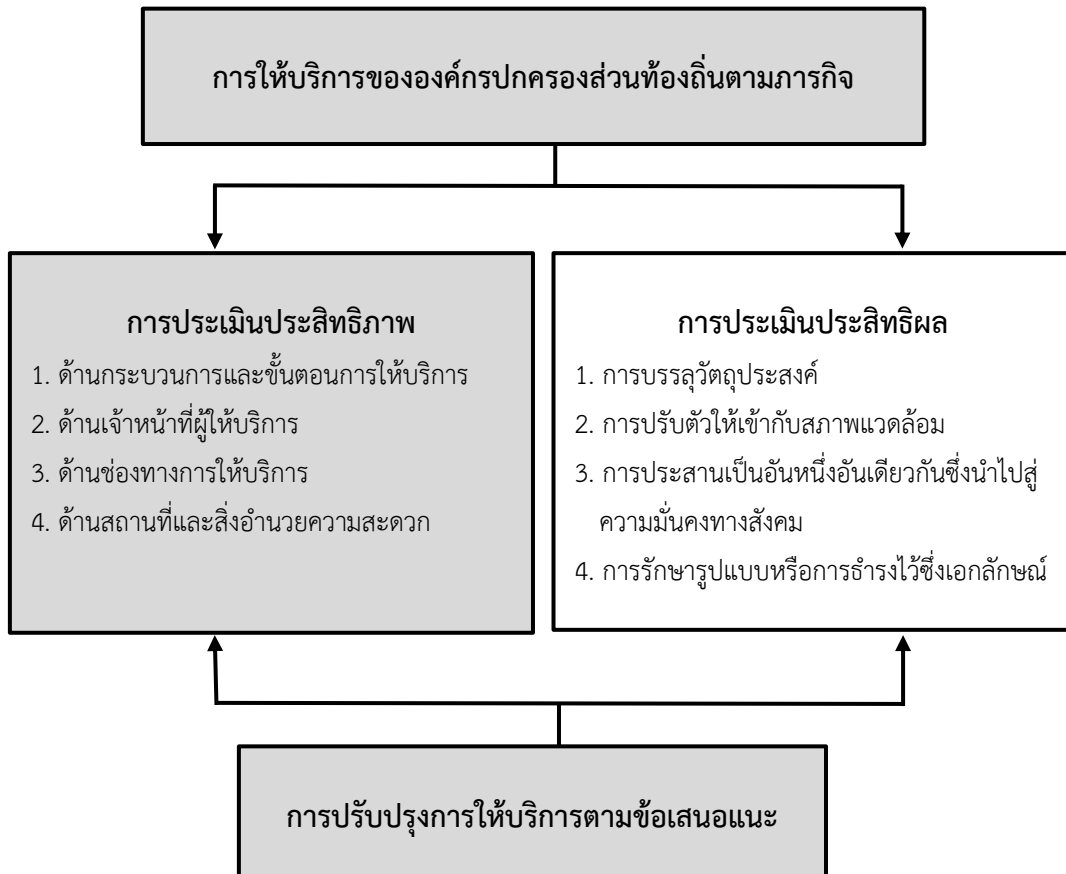 การให้บริการขององค์กรปกครองส่วนท้องถิ่นตามภารกิจ
การประเมินประสิทธิภาพ
1. ด้านกระบวนการและขั้นตอนการให้บริการ
2. ด้านเจ้าหน้าที่ผู้ให้บริการ
3. ด้านช่องทางการให้บริการ
4. ด้านสถานที่และสิ่งอำนวยความสะดวก
การประเมินประสิทธิผล
1. การบรรลุวัตถุประสงค์
2. การปรับตัวให้เข้ากับสภาพแวดล้อม
3. การประสานเป็นอันหนึ่งอันเดียวกันซึ่งนำไปสู่
ความมั่นคงทางสังคม
4. การรักษารูปแบบหรือการธำรงไว้ซึ่งเอกลักษณ์
การปรับปรุงการให้บริการตามข้อเสนอแนะ